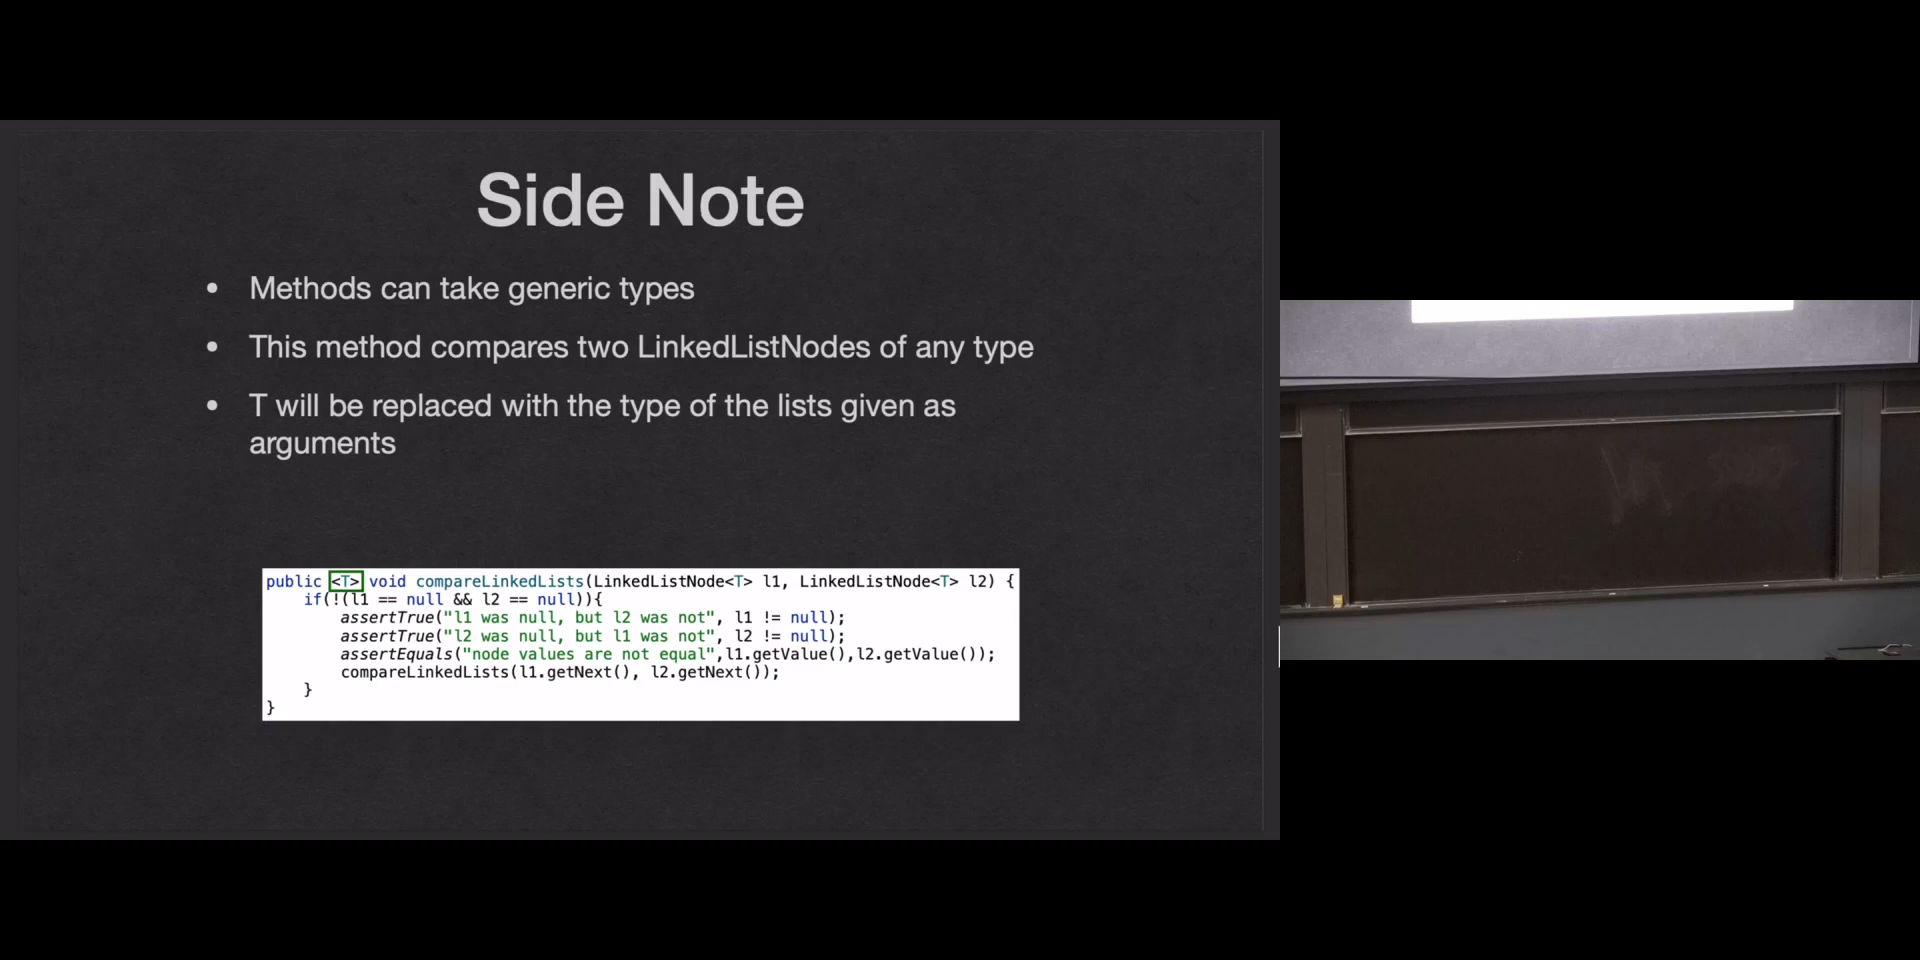 Side Note
• Methods can take generic types
• This method compares two LinkedListNodes of any type
• T will be replaced with the type of the lists given as
arguments
public <T> void compareLinkedLists(LinkedListNode<T> l1, LinkedListNode<T> l2) {
    if(!(l1 == null && l2 == null)){
        assertTrue("l1 was null, but l2 was not", l1 != null);
        assertTrue("l2 was null, but l1 was not", l2 != null);
        assertEquals("node values are not equal",l1.getValue(),l2.getValue());
        compareLinkedLists(l1.getNext(), l2.getNext());
    }
}